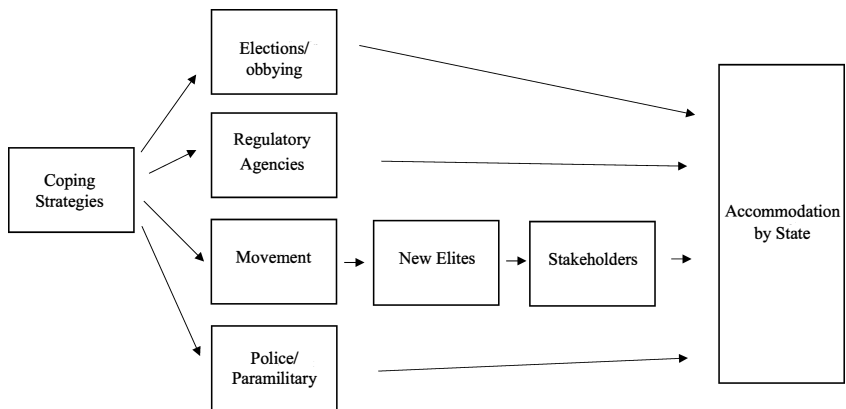 Elections/
obbying
Regulatory
Agencies
Coping
Strategies
Movement
New Elites
Stakeholders
Accommodation
by State
Police/
Paramilitary